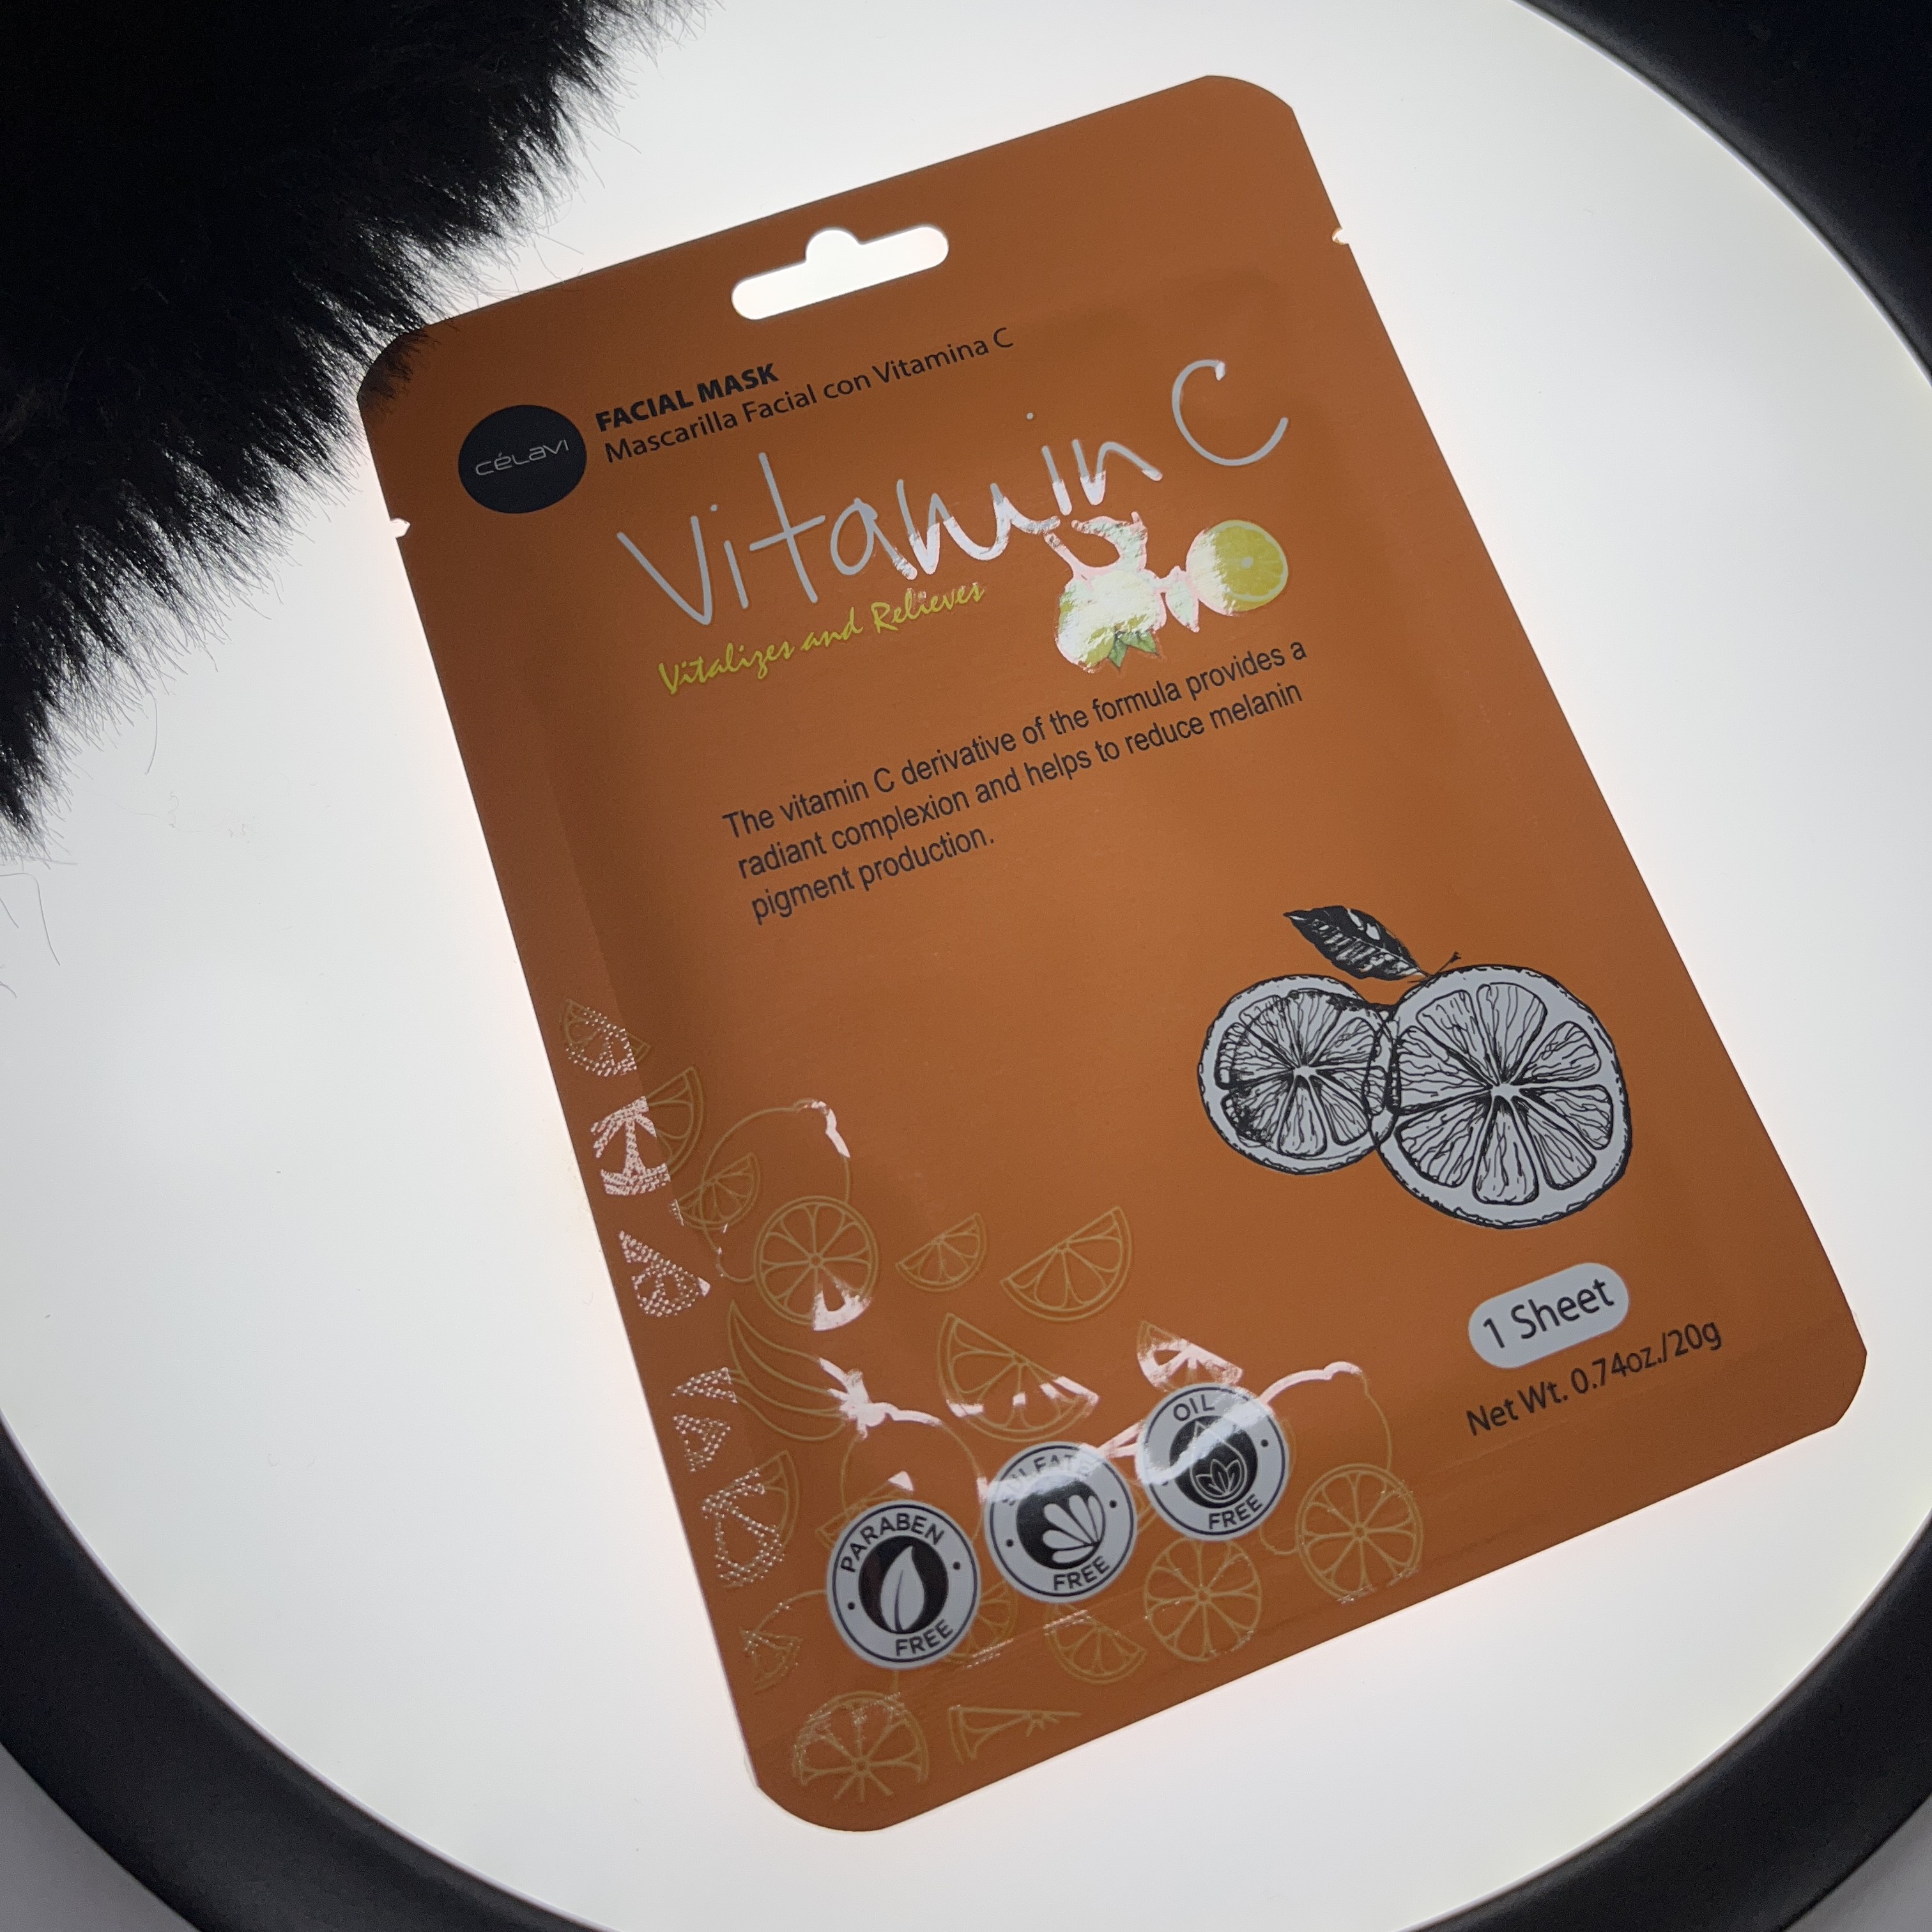 CÉLAVI
FACIAL MASK
Mascarilla Facial con Vitamina C
Vitamin C
Vitalizes and Relieves
The vitamin C derivative of the formula provides a
radiant complexion and helps to reduce melanin
pigment production.
1 Sheet
Net Wt. 0.74oz./20g
PARABEN
FREE
SULFATE
FREE
OIL
FREE